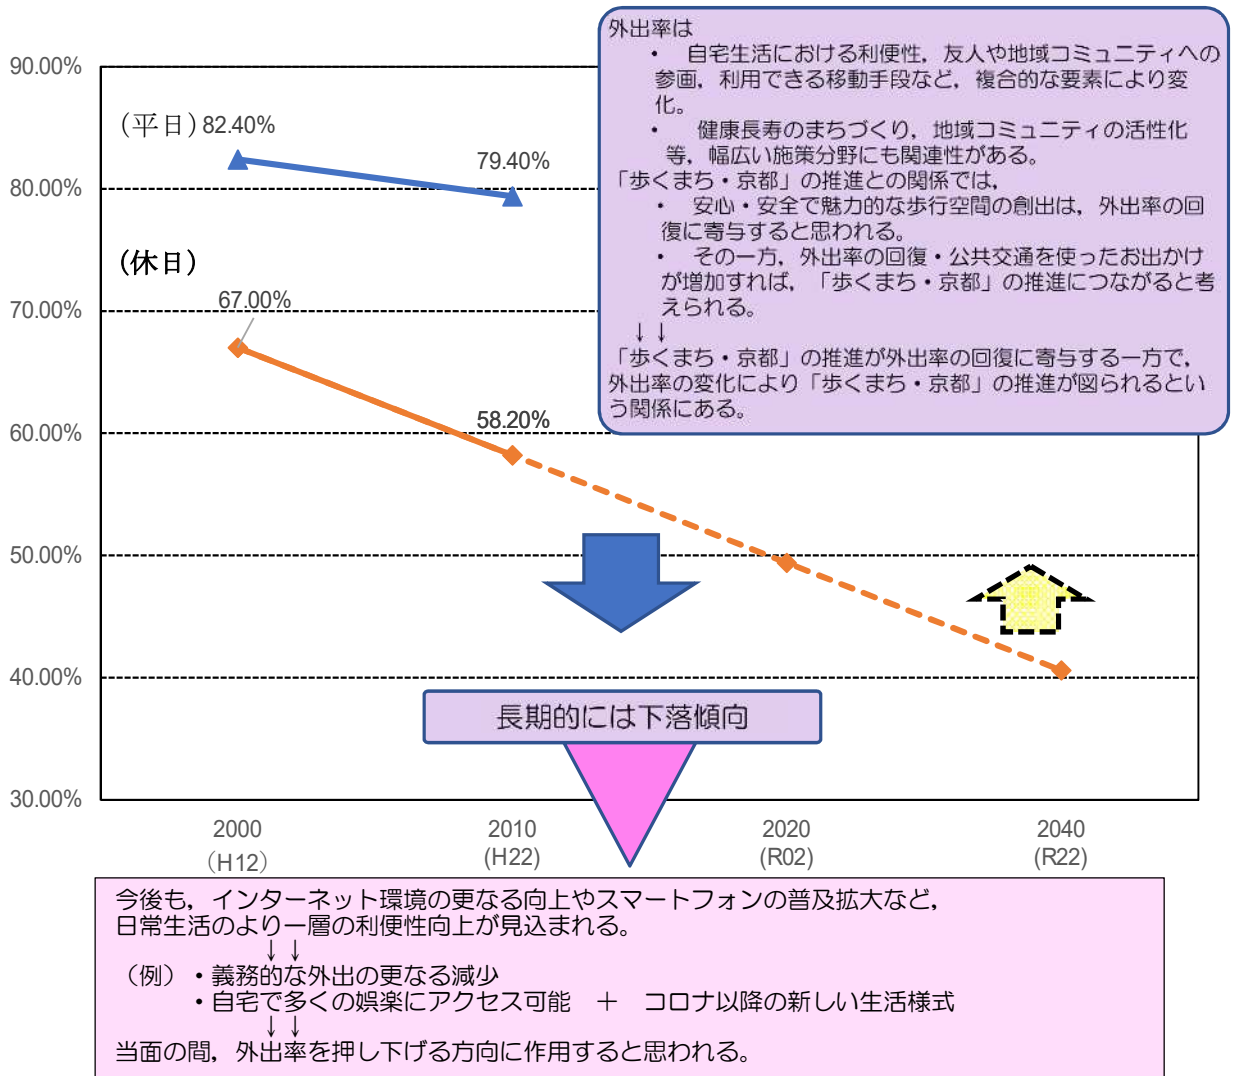 外出率は
・ 自宅生活における利便性，友人や地域コミュニティへの
参画，利用できる移動手段など，複合的な要素により変
化。
・ 健康長寿のまちづくり，地域コミュニティの活性化
等，幅広い施策分野にも関連性がある。
「歩くまち・京都」の推進との関係では，
・ 安心・安全で魅力的な歩行空間の創出は，外出率の回
復に寄与すると思われる。
・ その一方，外出率の回復・公共交通を使ったお出かけ
が増加すれば，「歩くまち・京都」の推進につながると考
えられる。
↓↓
「歩くまち・京都」の推進が外出率の回復に寄与する一方で，
外出率の変化により「歩くまち・京都」の推進が図られるとい
う関係にある。
90.00%
（平日）82.40%
79.40%
80.00%
（休日）
67.00%
70.00%
58.20%
60.00%
50.00%
40.00%
長期的には下落傾向
30.00%
2000 2010 2020 2040
（H12） (H22) (R02) (R22)
今後も，インターネット環境の更なる向上やスマートフォンの普及拡大など，
日常生活のより一層の利便性向上が見込まれる。
↓↓
（例）・義務的な外出の更なる減少
・自宅で多くの娯楽にアクセス可能 ＋ コロナ以降の新しい生活様式
↓↓
当面の間，外出率を押し下げる方向に作用すると思われる。